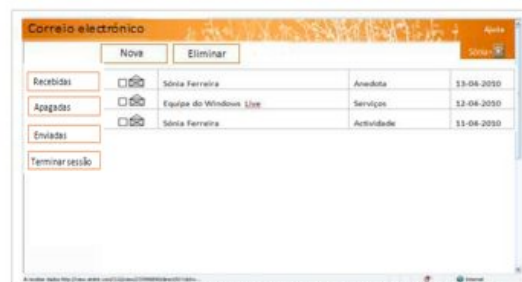 Correio electrónico
Ajuda
Nova Eliminar
Sónia
Recebidas
Sónia Ferreira Anedota 13-04-2010
Apagadas
Equipa do Windows Live Serviços 12-04-2010
Enviadas
Sónia Ferreira Actividade 11-04-2010
Terminar sessão
Internet